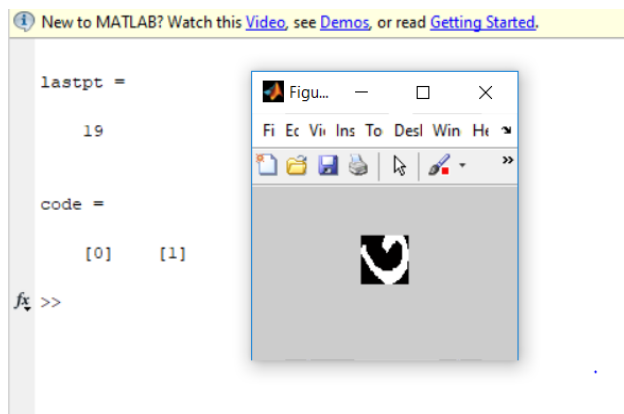 New to MATLAB? Watch this Video, see Demos, or read Getting Started.
lastpt =
19
code =
[0] [1]
fx >>
Figu...
Fi Ec Vi Ins To Desl Win He